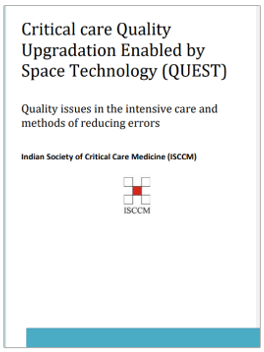 Critical care Quality
Upgradation Enabled by
Space Technology (QUEST)
Quality issues in the intensive care and
methods of reducing errors
Indian Society of Critical Care Medicine (ISCCM)
ISCCM